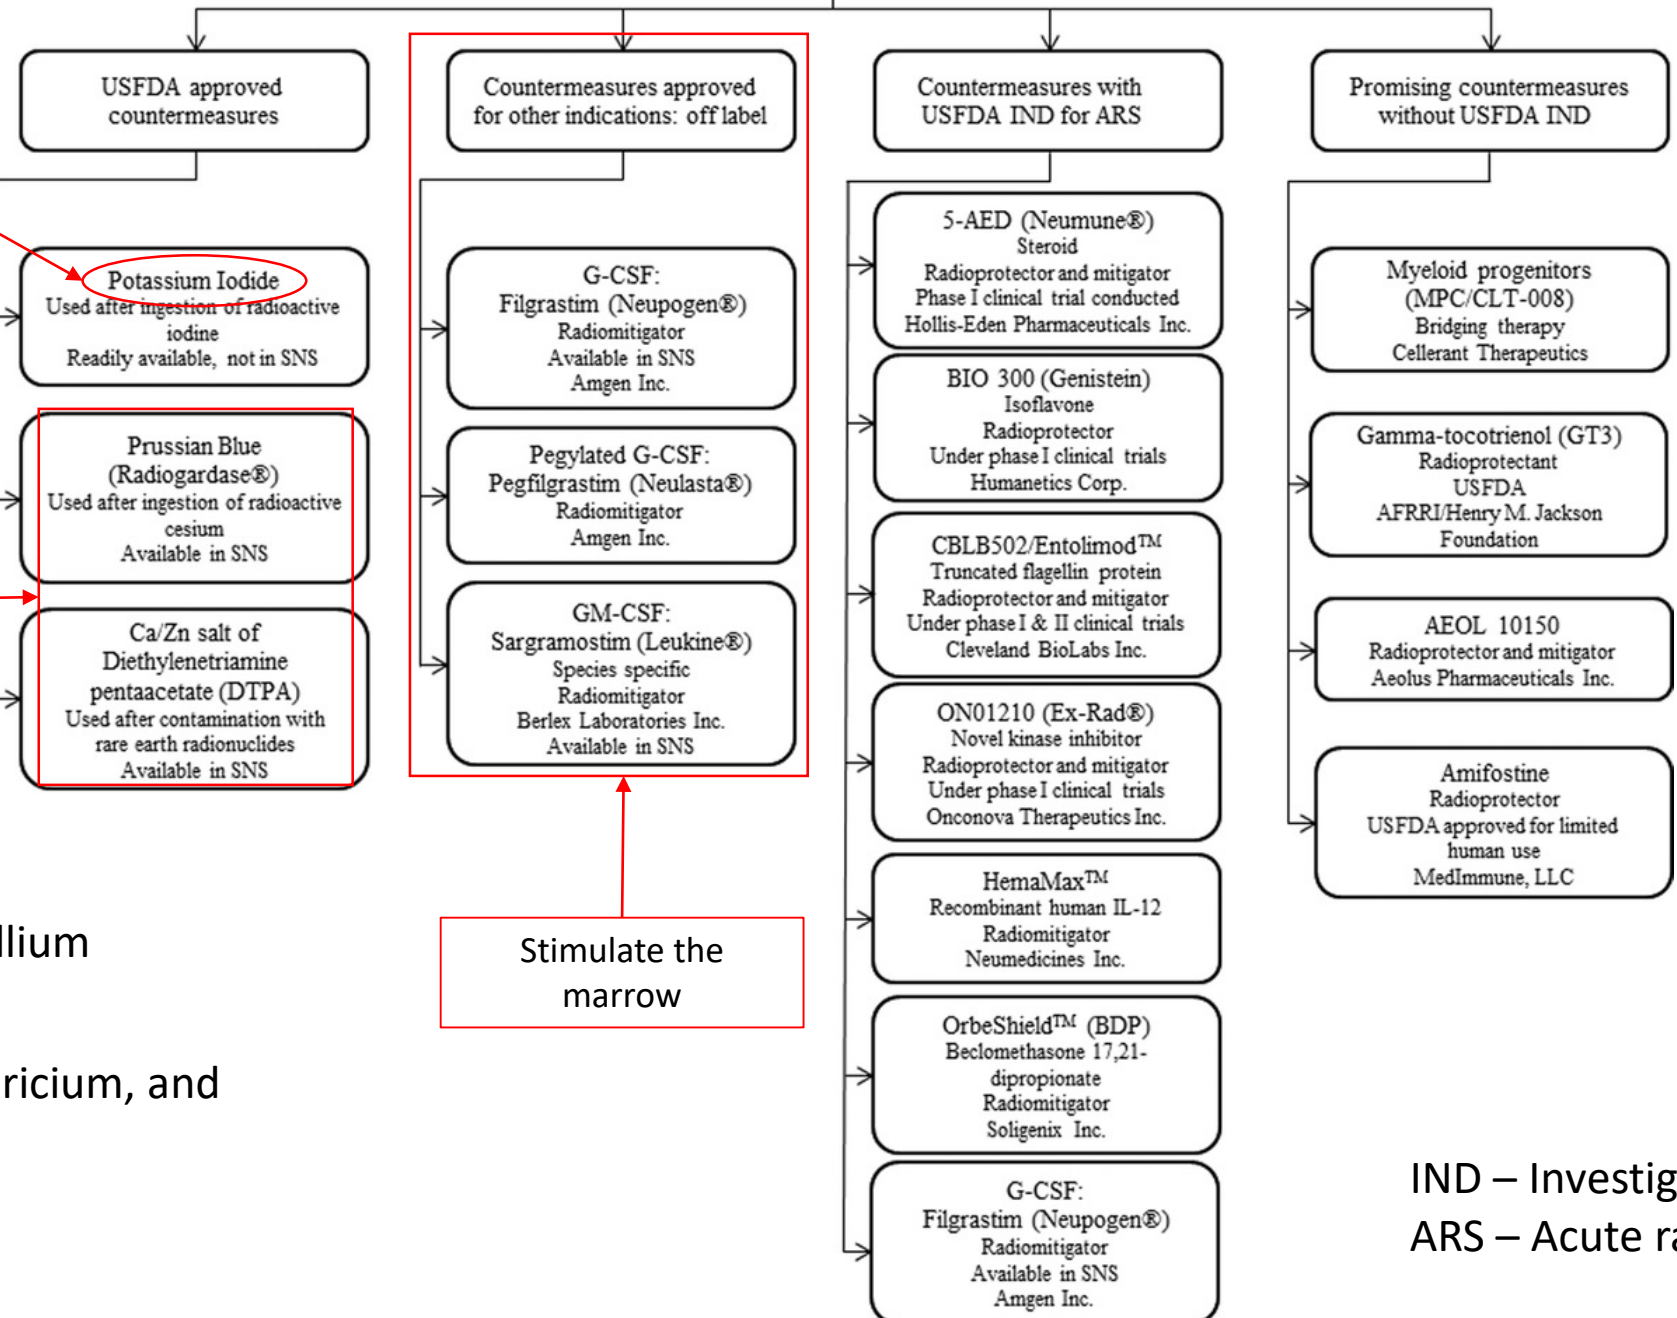 USFDA approved
countermeasures
Potassium Iodide
Used after ingestion of radioactive
iodine
Readily available, not in SNS
Prussian Blue
(Radiogardase®)
Used after ingestion of radioactive
cesium
Available in SNS
Ca/Zn salt of
Diethylenetriamine
pentaacetate (DTPA)
Used after contamination with
rare earth radionuclides
Available in SNS
Countermeasures approved
for other indications: off label
G-CSF:
Filgrastim (Neupogen®)
Radiomitigator
Available in SNS
Amgen Inc.
Pegylated G-CSF:
Pegfilgrastim (Neulasta®)
Radiomitigator
Amgen Inc.
GM-CSF:
Sargramostim (Leukine®)
Species specific
Radiomitigator
Berlex Laboratories Inc.
Available in SNS
Stimulate the
marrow
Countermeasures with
USFDA IND for ARS
5-AED (Neumune®)
Steroid
Radioprotector and mitigator
Phase I clinical trial conducted
Hollis-Eden Pharmaceuticals Inc.
BIO 300 (Genistein)
Isoflavone
Radioprotector
Under phase I clinical trials
Humanetics Corp.
CBLB502/Entolimod™
Truncated flagellin protein
Radioprotector and mitigator
Under phase I & II clinical trials
Cleveland BioLabs Inc.
ON01210 (Ex-Rad®)
Novel kinase inhibitor
Radioprotector and mitigator
Under phase I clinical trials
Onconova Therapeutics Inc.
HemaMax™
Recombinant human IL-12
Radiomitigator
Neumedicines Inc.
OrbeShield™ (BDP)
Beclomethasone 17,21-
dipropionate
Radiomitigator
Soligenix Inc.
G-CSF:
Filgrastim (Neupogen®)
Radiomitigator
Available in SNS
Amgen Inc.
Promising countermeasures
without USFDA IND
Myeloid progenitors
(MPC/CLT-008)
Bridging therapy
Cellerant Therapeutics
Gamma-tocotrienol (GT3)
Radioprotectant
USFDA
AFRRI/Henry M. Jackson
Foundation
AEOL 10150
Radioprotector and mitigator
Aeolus Pharmaceuticals Inc.
Amifostine
Radioprotector
USFDA approved for limited
human use
MedImmune, LLC
llium
ricium, and
IND – Investig
ARS – Acute ra